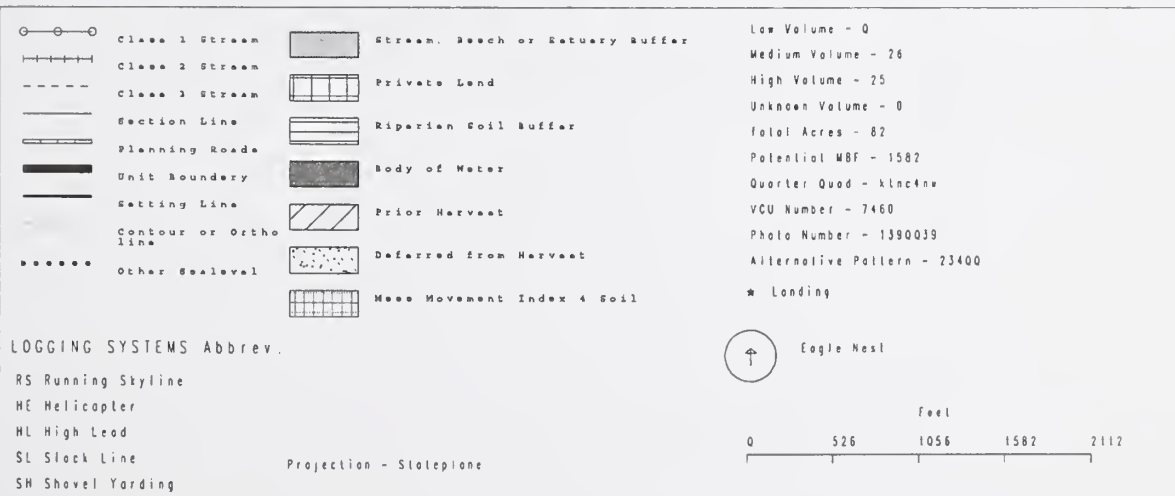 Class 1 Stream
Class 2 Stream
Class 3 Stream
Section Line
Planning Roads
Unit Boundary
Setting Line
Contour or Ortho
line
Other Sealevel
Stream, Beach or Estuary Buffer
Private Land
Riparian Soil Buffer
Body of Water
Prior Harvest
Deferred from Harvest
Mass Movement Index 4 Soil
Low Volume - 0
Medium Volume - 26
High Volume - 25
Unknown Volume - 0
Total Acres - 82
Potential MBF - 1582
Quarter Quad - klnc4nw
VCU Number - 7460
Photo Number - 1390039
Alternative Pattern - 23400
* Landing
Eagle Nest
LOGGING SYSTEMS Abbrev.
RS Running Skyline
HE Helicopter
HL High Lead
SL Slack Line
SH Shovel Yarding
Projection - Stateplane
Feet
0 526 1056 1582 2112